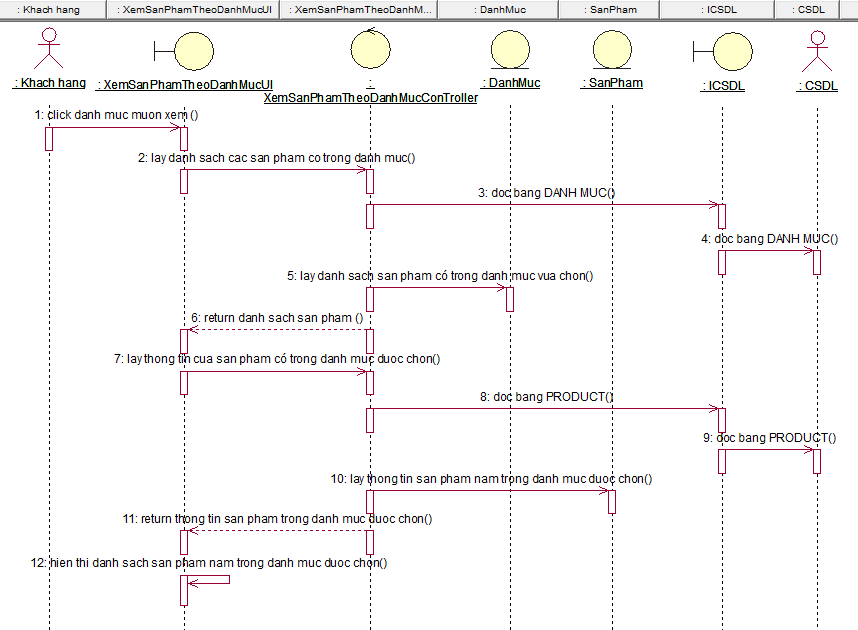 : Khach hang
: XemSanPhamTheoDanhMucUI
: XemSanPhamTheoDanhM...
: DanhMuc
: SanPham
: ICSDL
: CSDL
: Khach hang
: XemSanPhamTheoDanhMucUI
:
XemSanPhamTheoDanhMucConTroller
: DanhMuc
: SanPham
: ICSDL
: CSDL
1: click danh muc muon xem ()
2: lay danh sach cac san pham co trong danh muc()
3: doc bang DANH MUC()
4: doc bang DANH MUC()
5: lay danh sach san pham có trong danh muc vua chon()
6: return danh sach san pham ()
7: lay thong tin cua san pham có trong danh muc duoc chon()
8: doc bang PRODUCT()
9: doc bang PRODUCT()
10: lay thong tin san pham nam trong danh muc duoc chon()
11: return thong tin san pham trong danh muc duoc chon()
12: hien thi danh sach san pham nam trong danh muc duoc chon()